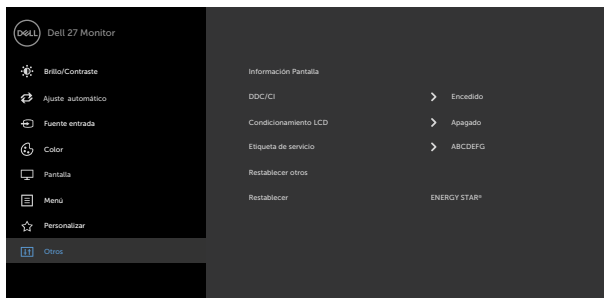 DELL Dell 27 Monitor
Brillo/Contraste Información Pantalla
Ajuste automático DDC/CI Encedido
Fuente entrada Condicionamiento LCD Apagado
Color Etiqueta de servicio ABCDEFG
Pantalla Restablecer otros
Menú Restablecer ENERGY STAR®
Personalizar
Otros